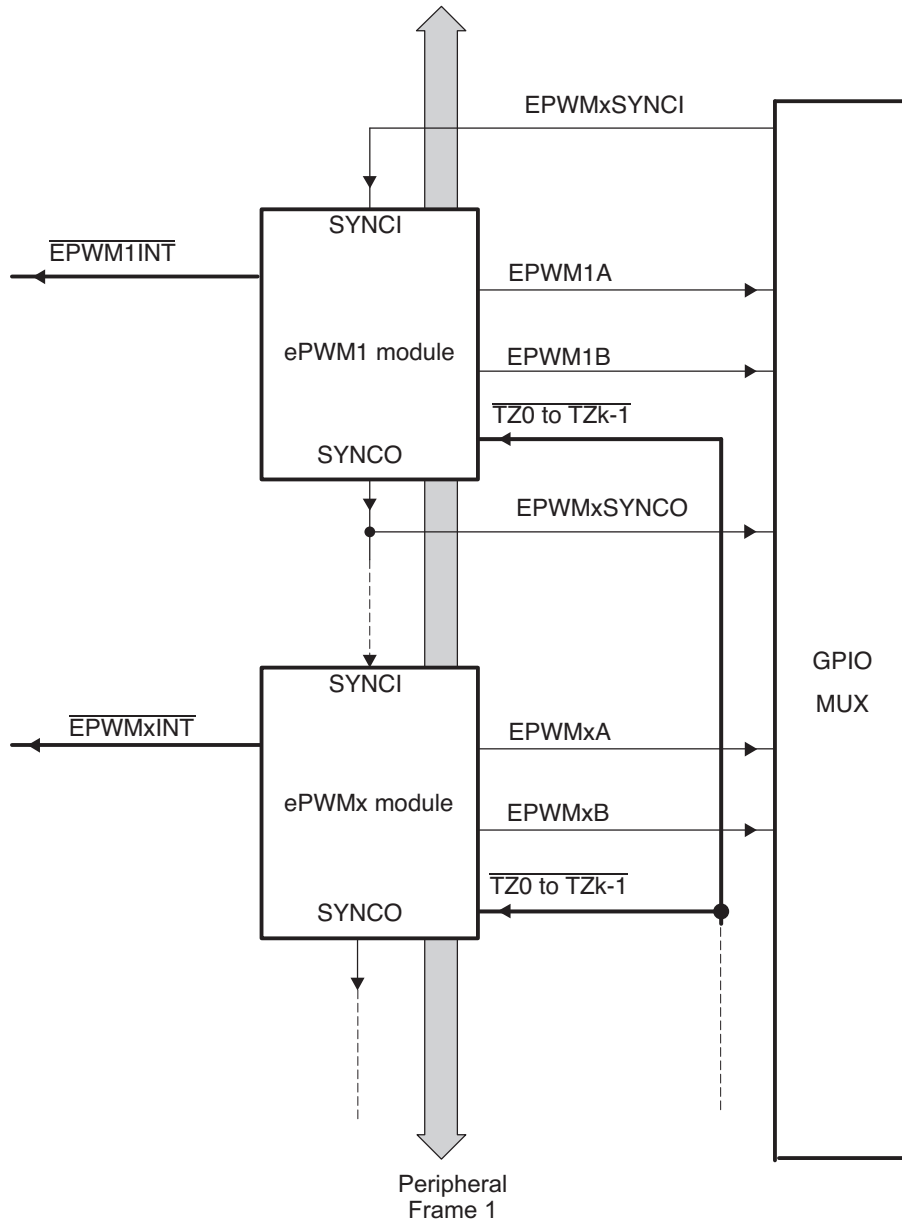 EPWMxSYNCI
SYNCI
EPWM1INT
EPWM1A
ePWM1 module
EPWM1B
TZ0 to TZk-1
SYNCO
EPWMxSYNCO
GPIO
MUX
SYNCI
EPWMxINT
EPWMxA
ePWMx module
EPWMxB
TZ0 to TZk-1
SYNCO
Peripheral
Frame 1